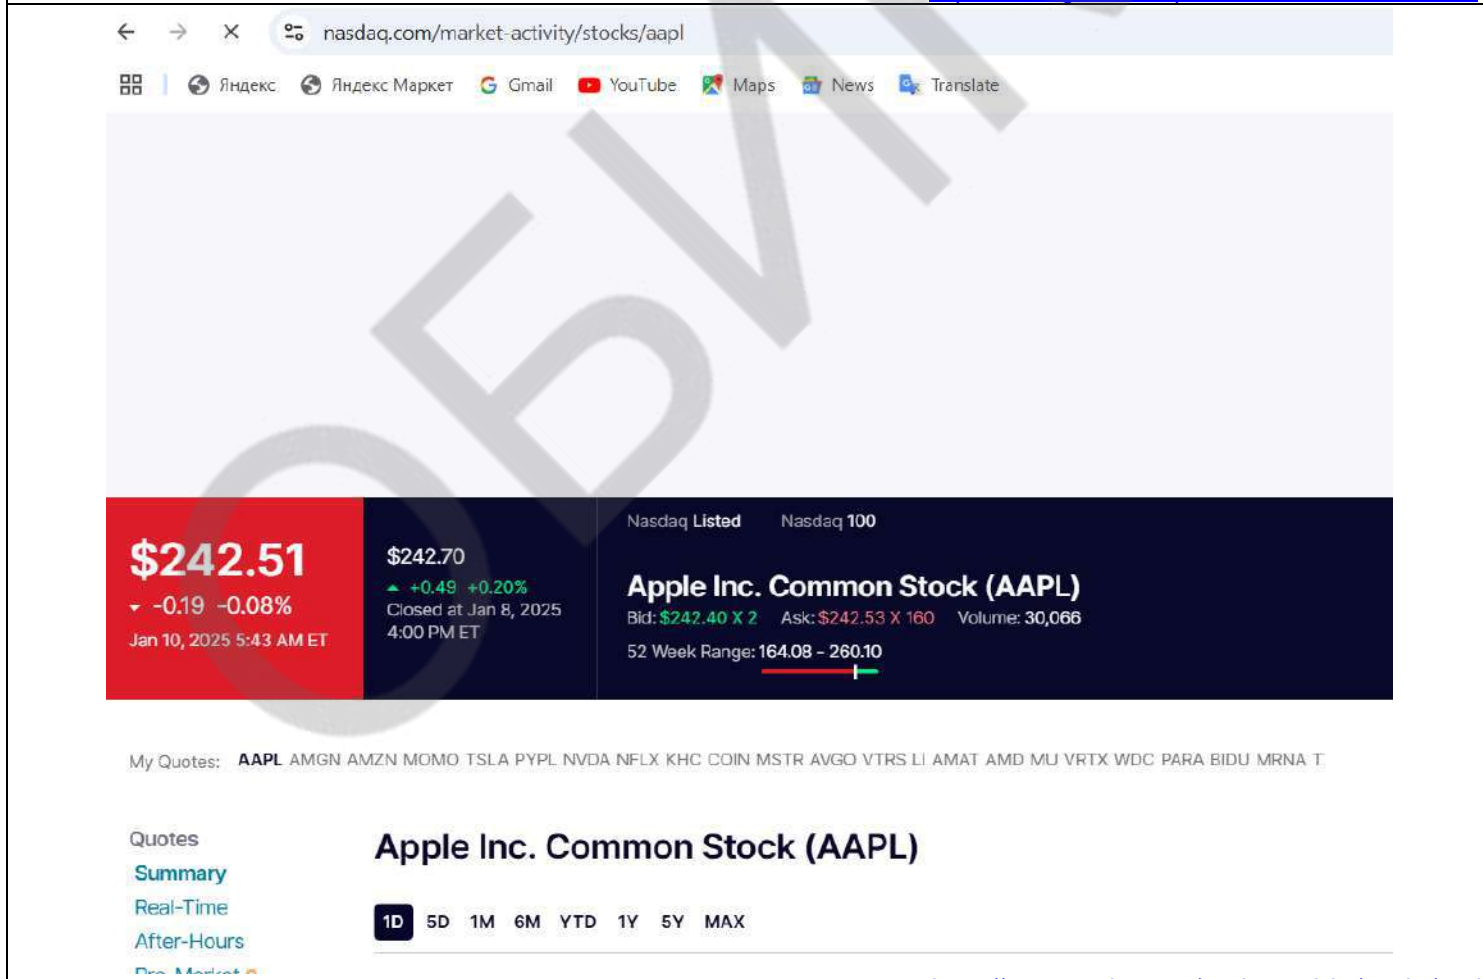 nasdaq.com/market-activity/stocks/aapl
Яндекс Яндекс Маркет Gmail YouTube Maps News Translate
ОБИ
$242.51
-0.19 -0.08%
Jan 10, 2025 5:43 AM ET
$242.70
+0.49 +0.20%
Closed at Jan 8, 2025
4:00 PM ET
Nasdaq Listed Nasdaq 100
Apple Inc. Common Stock (AAPL)
Bid: $242.40 X 2 Ask: $242.53 X 160 Volume: 30,066
52 Week Range: 164.08 – 260.10
My Quotes: AAPL AMGN AMZN MOMO TSLA PYPL NVDA NFLX KHC COIN MSTR AVGO VTRS LI AMAT AMD MU VRTX WDC PARA BIDU MRNA T
Quotes
Summary
Real-Time
After-Hours
Pre-Market
Apple Inc. Common Stock (AAPL)
1D 5D 1M 6M YTD 1Y 5Y MAX